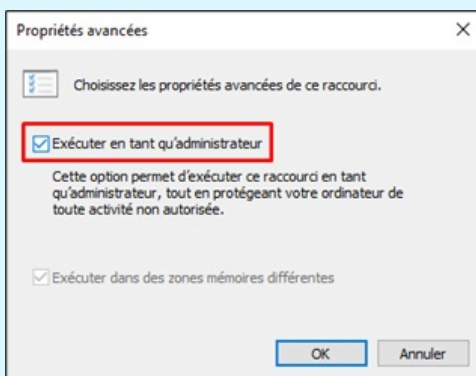 Propriétés avancées
Choisissez les propriétés avancées de ce raccourci.
Exécuter en tant qu'administrateur
Cette option permet d'exécuter ce raccourci en tant
qu'administrateur, tout en protégeant votre ordinateur de
toute activité non autorisée.
Exécuter dans des zones mémoires différentes
OK
Annuler